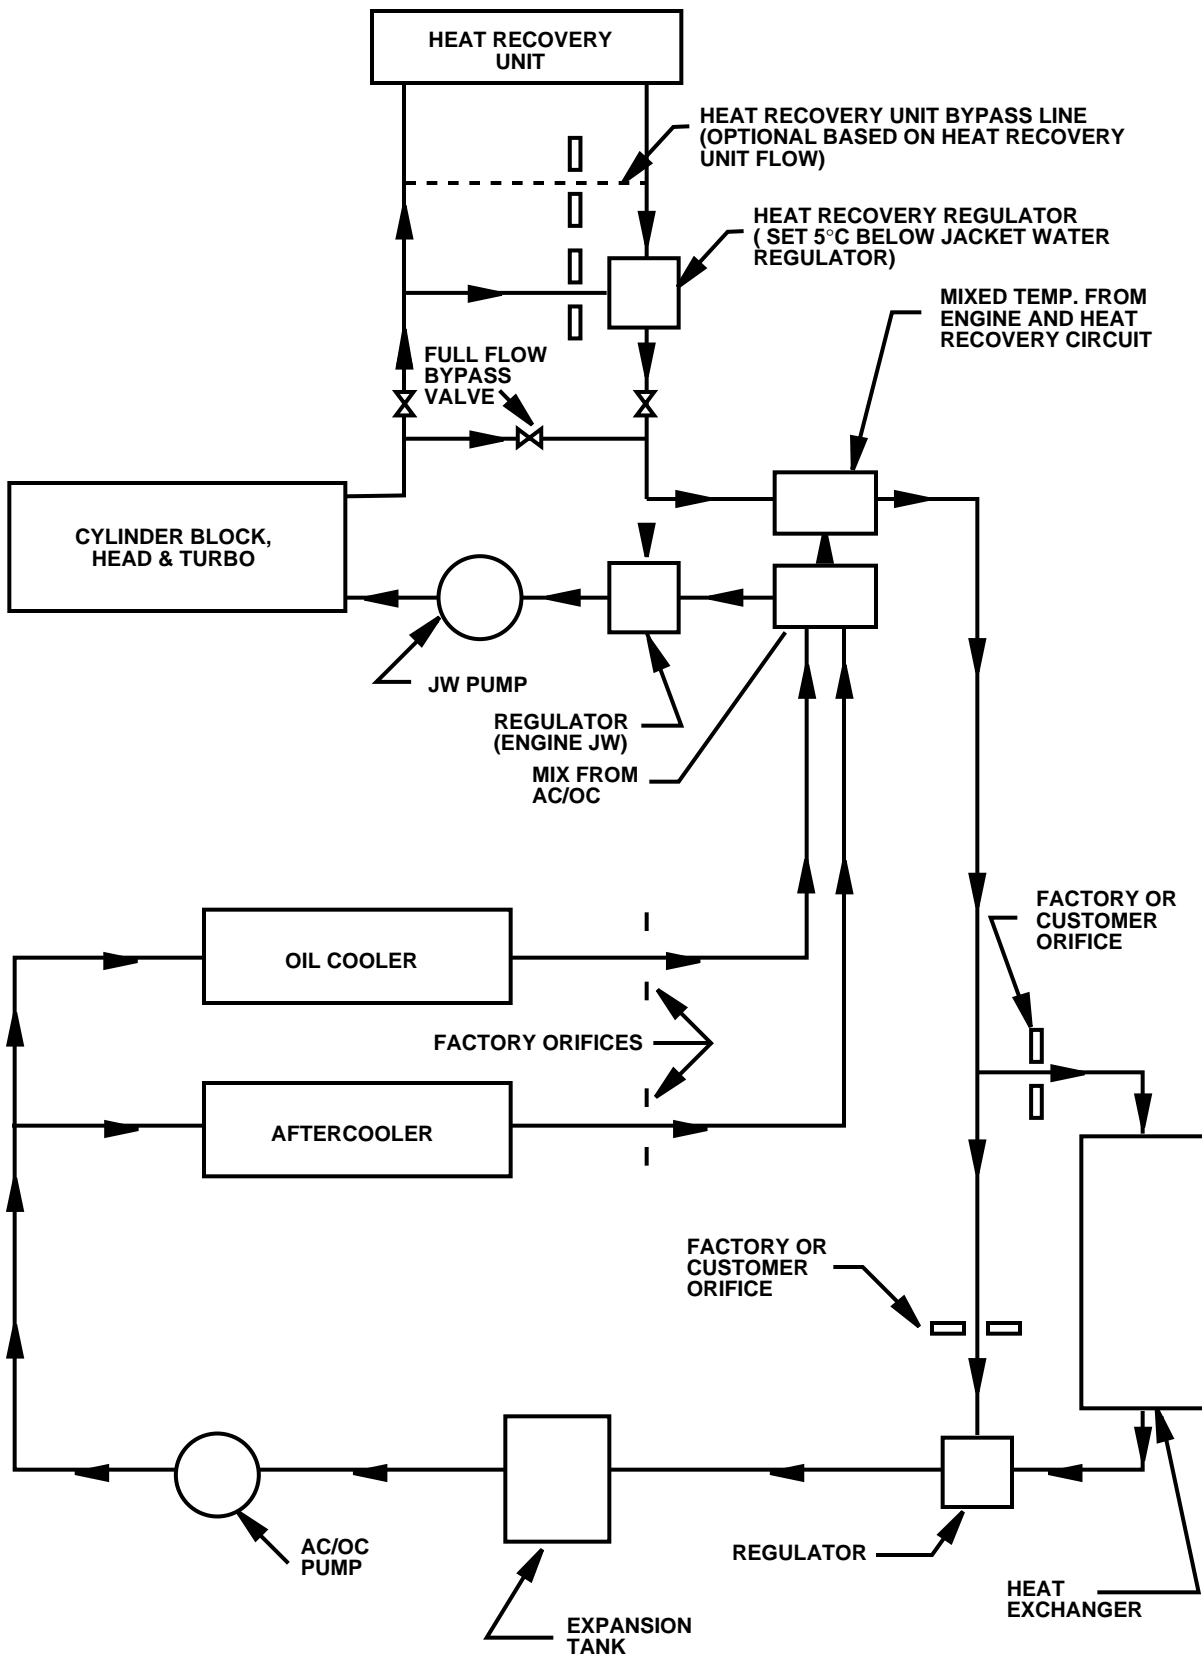 HEAT RECOVERY
UNIT
HEAT RECOVERY UNIT BYPASS LINE
(OPTIONAL BASED ON HEAT RECOVERY
UNIT FLOW)
HEAT RECOVERY REGULATOR
( SET 5°C BELOW JACKET WATER
REGULATOR)
MIXED TEMP. FROM
ENGINE AND HEAT
RECOVERY CIRCUIT
FULL FLOW
BYPASS
VALVE
CYLINDER BLOCK,
HEAD & TURBO
JW PUMP
REGULATOR
(ENGINE JW)
MIX FROM
AC/OC
FACTORY OR
CUSTOMER
ORIFICE
OIL COOLER
FACTORY ORIFICES
AFTERCOOLER
FACTORY OR
CUSTOMER
ORIFICE
AC/OC
PUMP
REGULATOR
HEAT
EXCHANGER
EXPANSION
TANK